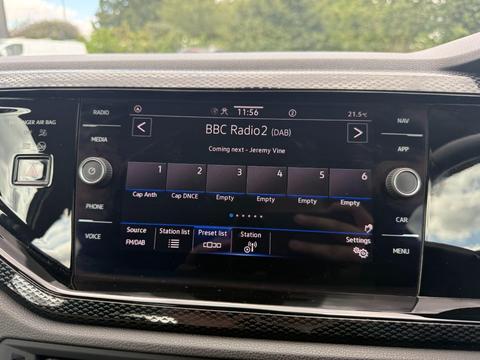 11:56
21.5°C
BBC Radio2 (DAB)
Coming next - Jeremy Vine
1 2 3 4 5 6
Cap Anth Cap DNCE Empty Empty Empty Empty
Source Station list Preset list Station Settings
FM/DAB
RADIO
MEDIA
PHONE
VOICE
NAV
APP
CAR
MENU
AIR BAG